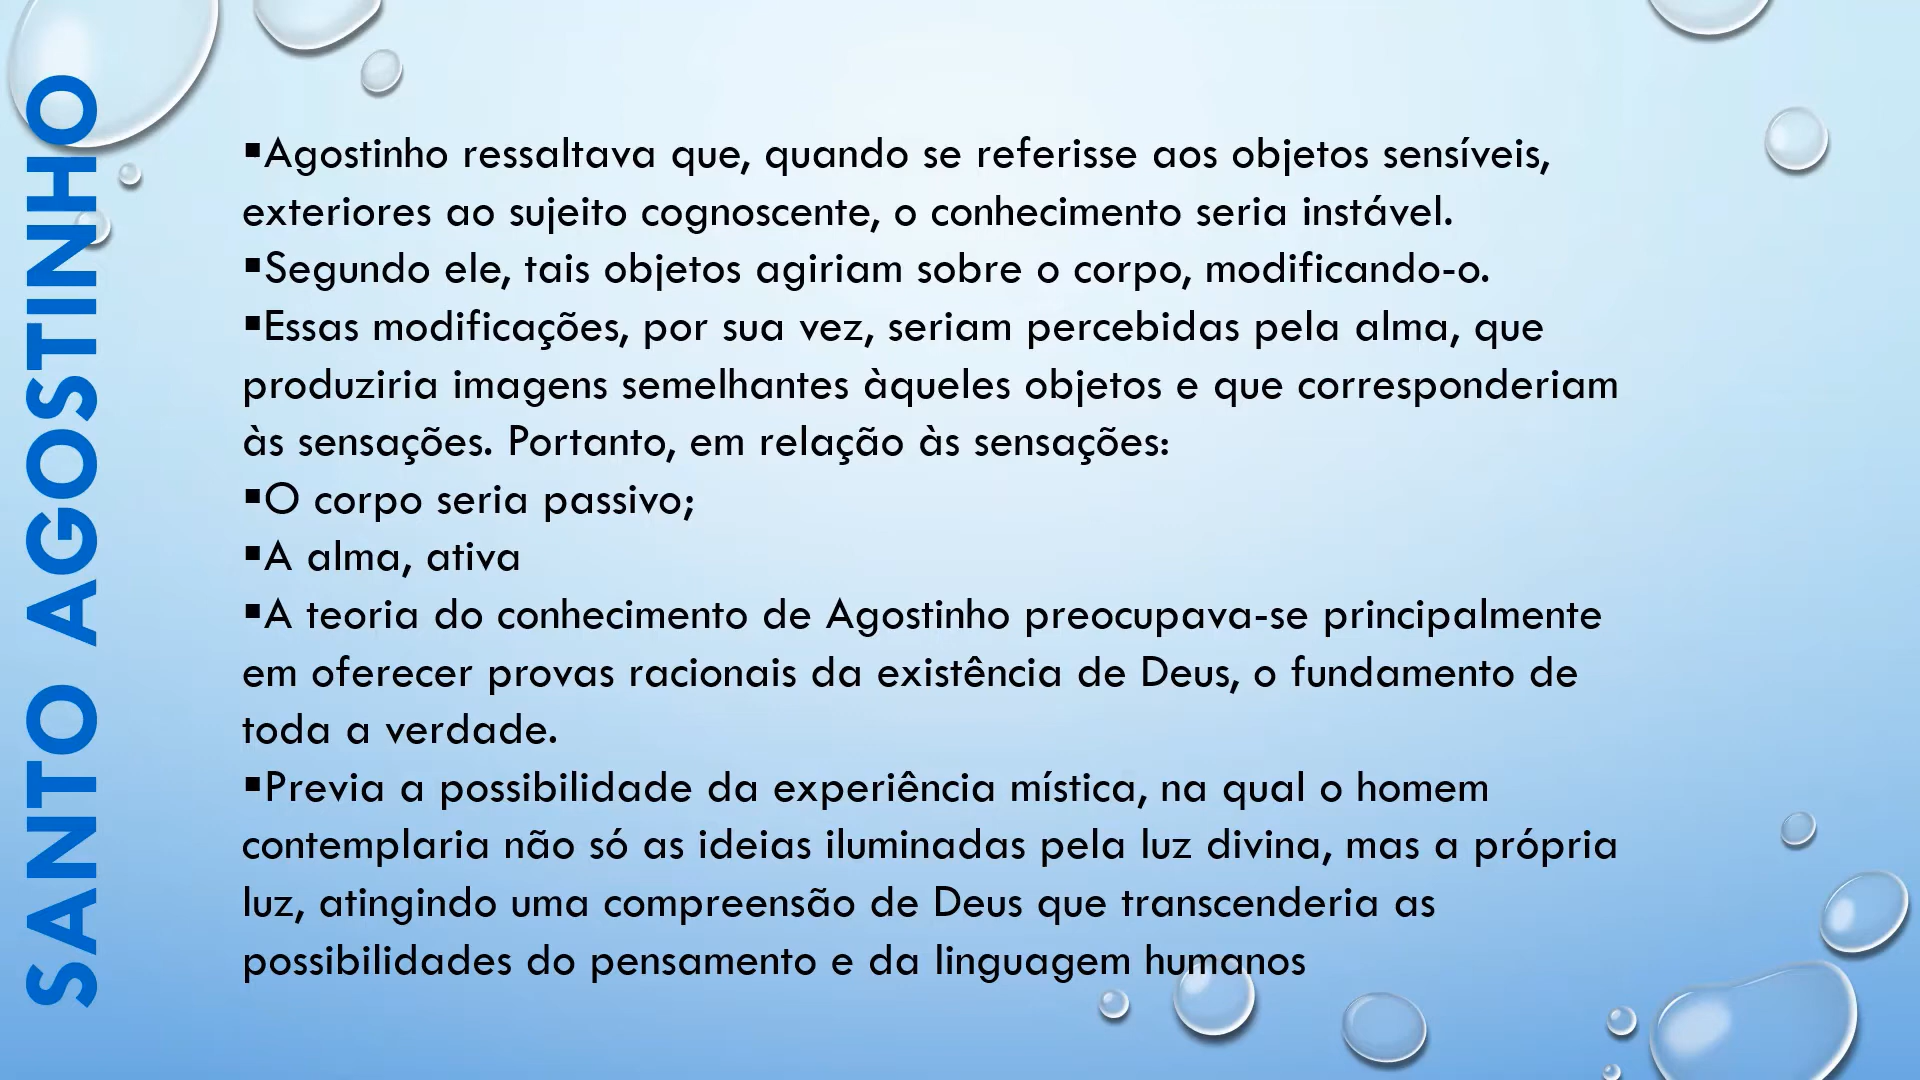 SANTO AGOSTINHO
▪Agostinho ressaltava que, quando se referisse aos objetos sensíveis,
exteriores ao sujeito cognoscente, o conhecimento seria instável.
▪Segundo ele, tais objetos agiriam sobre o corpo, modificando-o.
▪Essas modificações, por sua vez, seriam percebidas pela alma, que
produziria imagens semelhantes àqueles objetos e que corresponderiam
às sensações. Portanto, em relação às sensações:
▪O corpo seria passivo;
▪A alma, ativa
▪A teoria do conhecimento de Agostinho preocupava-se principalmente
em oferecer provas racionais da existência de Deus, o fundamento de
toda a verdade.
▪Previa a possibilidade da experiência mística, na qual o homem
contemplaria não só as ideias iluminadas pela luz divina, mas a própria
luz, atingindo uma compreensão de Deus que transcenderia as
possibilidades do pensamento e da linguagem humanos